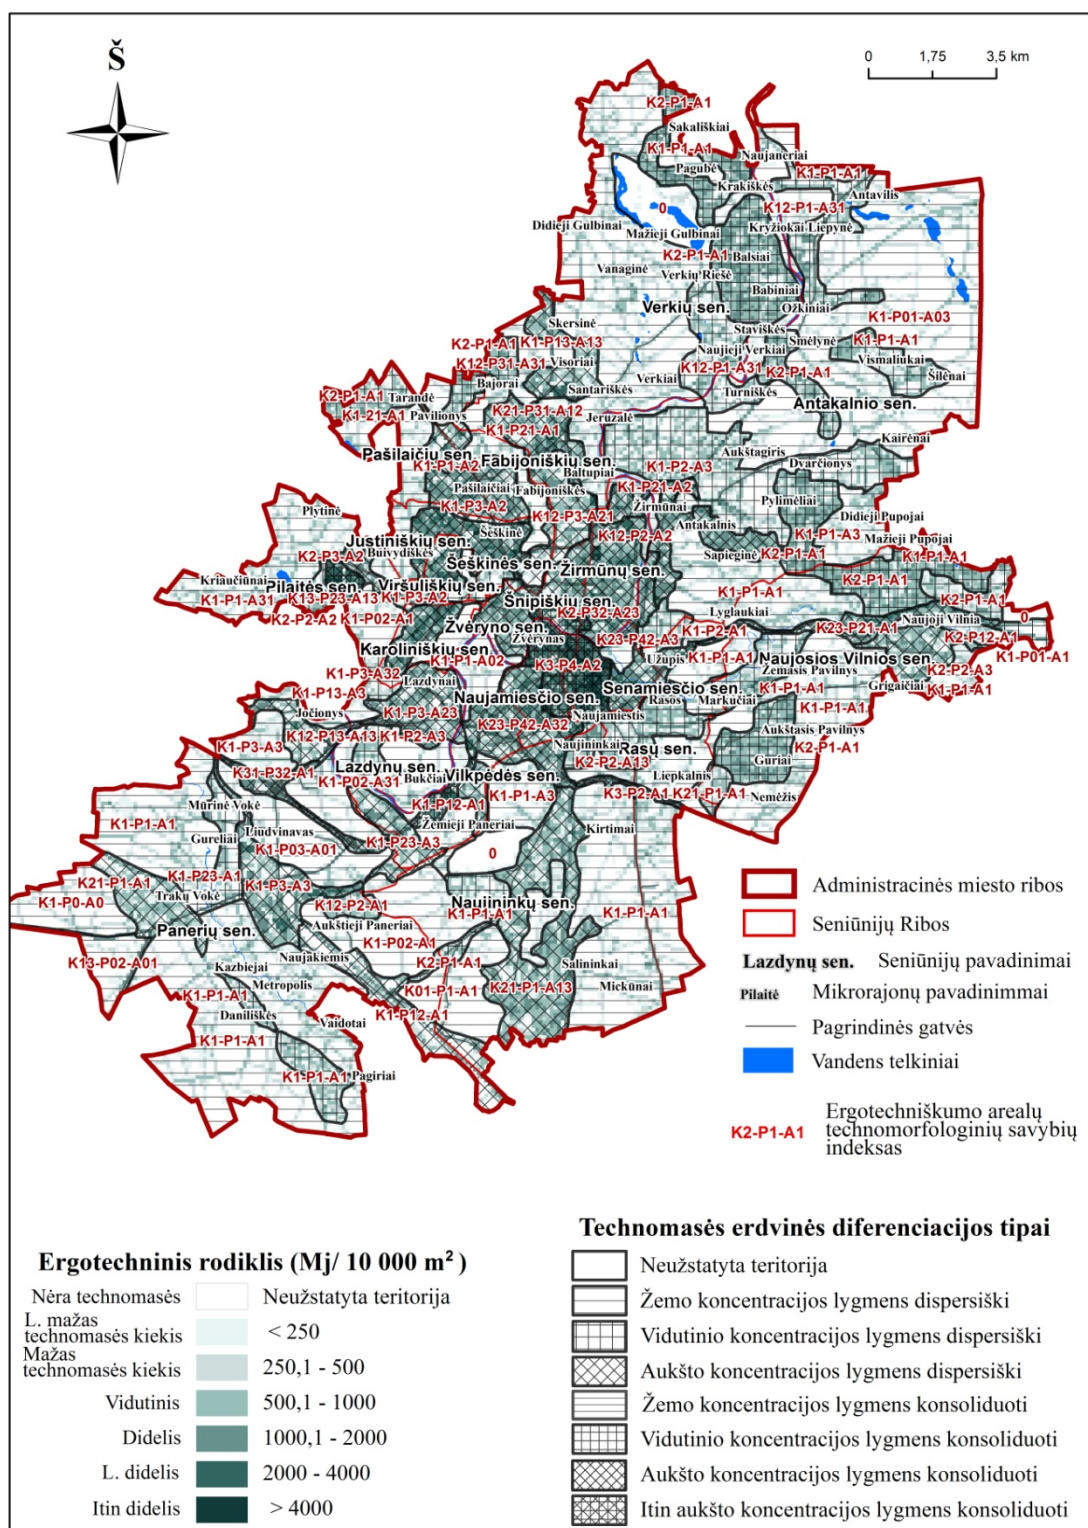 Š
0 1,75 3,5 km
K2-P1-A1
Sakališkiai
K1-P1-A1
Naujaneriai
Pagubė
K1-P1-A1
Krakiškės
Antavilis
0
K12-P1-A31
Didieji Gulbinai
Kryžiokai Liepynė
Mažieji Gulbinai
K2-P1-A1
Balsiai
Vanaginė
Verkių Riešė
Babiniai
Verkių sen.
Ožkiniai
K1-P01-A03
Skersinė
Staviškės
K2-P1-A1
K1-P13-A13
Smėlynė
K1-P1-A1
Naujieji Verkiai
Vismaliukai
K12-P31-A31
Visoriai
K12-P1-A31
K2-P1-A1
Šilėnai
Bajorai
Verkiai
Santariškės
Turniškės
K2-P1-A1
Tarandė
Antakalnio sen.
K1-21-A1
Pavilionys
K21-P31-A12
Jeruzalė
K1-P21-A1
Kairėnai
Pašilaičių sen.
Aukštagiris
K1-P1-A2
Fabijoniškių sen.
Dvarčionys
Baltupiai
K1-P2-A3
Pašilaičiai
Fabijoniškės
K1-P21-A2
Pylimėliai
Plytinė
K1-P3-A2
Žirmūnai
K12-P3-A21
Antakalnis
Didieji Pupojai
Šeškinė
K12-P2-A2
K1-P1-A3
Mažieji Pupojai
Justiniškių sen.
Sapieginė
K2-P1-A1
K1-P1-A1
K2-P3-A2
Buivydiškės
Šeškinės sen.
Žirmūnų sen.
Kriaučiūnai
Pilaitės sen.
Viršuliškių sen.
K2-P1-A1
K1-P1-A31
K13-P23-A13
K1-P3-A2
Šnipiškių sen.
K1-P1-A1
K2-P1-A1
K2-P2-A2
K1-P02-A1
K2-P32-A23
Lyglaukiai
Naujoji Vilnia
0
Žvėryno sen.
K1-P2-A1
K23-P21-A1
Žvėrynas
K23-P42-A3
K2-P12-A1
Karoliniškių sen.
K1-P1-A02
Užupis
K1-P1-A1
Naujosios Vilnios sen.
K1-P01-A1
K1-P3-A32
K3-P4-A2
Žemasis Pavilnys
K2-P2-A3
Lazdynai
K1-P13-A3
Naujamiesčio sen.
Senamiesčio sen.
K1-P1-A1
Grigaičiai
K1-P1-A1
Jočionys
K1-P3-A23
Rasos
Markučiai
K1-P1-A1
K23-P42-A32
Naujamiestis
K12-P13-A13
K1-P2-A3
Aukštasis Pavilnys
K1-P3-A3
Naujininkai
Rasų sen.
K2-P1-A1
K2-P2-A13
K31-P32-A1
Lazdynų sen.
Bukčiai
Vilkpėdės sen.
Liepkalnis
Guriai
K1-P02-A31
K1-P1-A3
K3-P2-A1
K21-P1-A1
Mūrinė Vokė
K1-P12-A1
Nemėžis
K1-P1-A1
Liudvinavas
Žemieji Paneriai
Kirtimai
Gureliai
K1-P23-A3
K1-P03-A01
0
K21-P1-A1
K1-P23-A1
K1-P3-A3
Trakų Vokė
K1-P0-A0
K12-P2-A1
Naujininkų sen.
Aukštieji Paneriai
K1-P1-A1
K1-P1-A1
Panerių sen.
K1-P02-A1
Naujakiemis
K13-P02-A01
K2-P1-A1
Kazbiejai
Salininkai
Metropolis
K1-P1-A1
K01-P1-A1
K21-P1-A13
Mickūnai
Daniliškės
Vaidotai
K1-P12-A1
K1-P1-A1
K1-P1-A1
Pagiriai
Administracinės miesto ribos
Seniūnijų Ribos
Lazdynų sen. Seniūnijų pavadinimai
Pilaitė Mikrorajonų pavadinimmai
Pagrindinės gatvės
Vandens telkiniai
Ergotechniškumo arealų
K2-P1-A1 technomorfologinių savybių
indeksas
Ergotechninis rodiklis (Mj/ 10 000 m²)
Nėra technomasės Neužstatyta teritorija
L. mažas
technomasės kiekis < 250
Mažas
technomasės kiekis 250,1 - 500
Vidutinis 500,1 - 1000
Didelis 1000,1 - 2000
L. didelis 2000 - 4000
Itin didelis > 4000
Technomasės erdvinės diferenciacijos tipai
Neužstatyta teritorija
Žemo koncentracijos lygmens dispersiški
Vidutinio koncentracijos lygmens dispersiški
Aukšto koncentracijos lygmens dispersiški
Žemo koncentracijos lygmens konsoliduoti
Vidutinio koncentracijos lygmens konsoliduoti
Aukšto koncentracijos lygmens konsoliduoti
Itin aukšto koncentracijos lygmens konsoliduoti